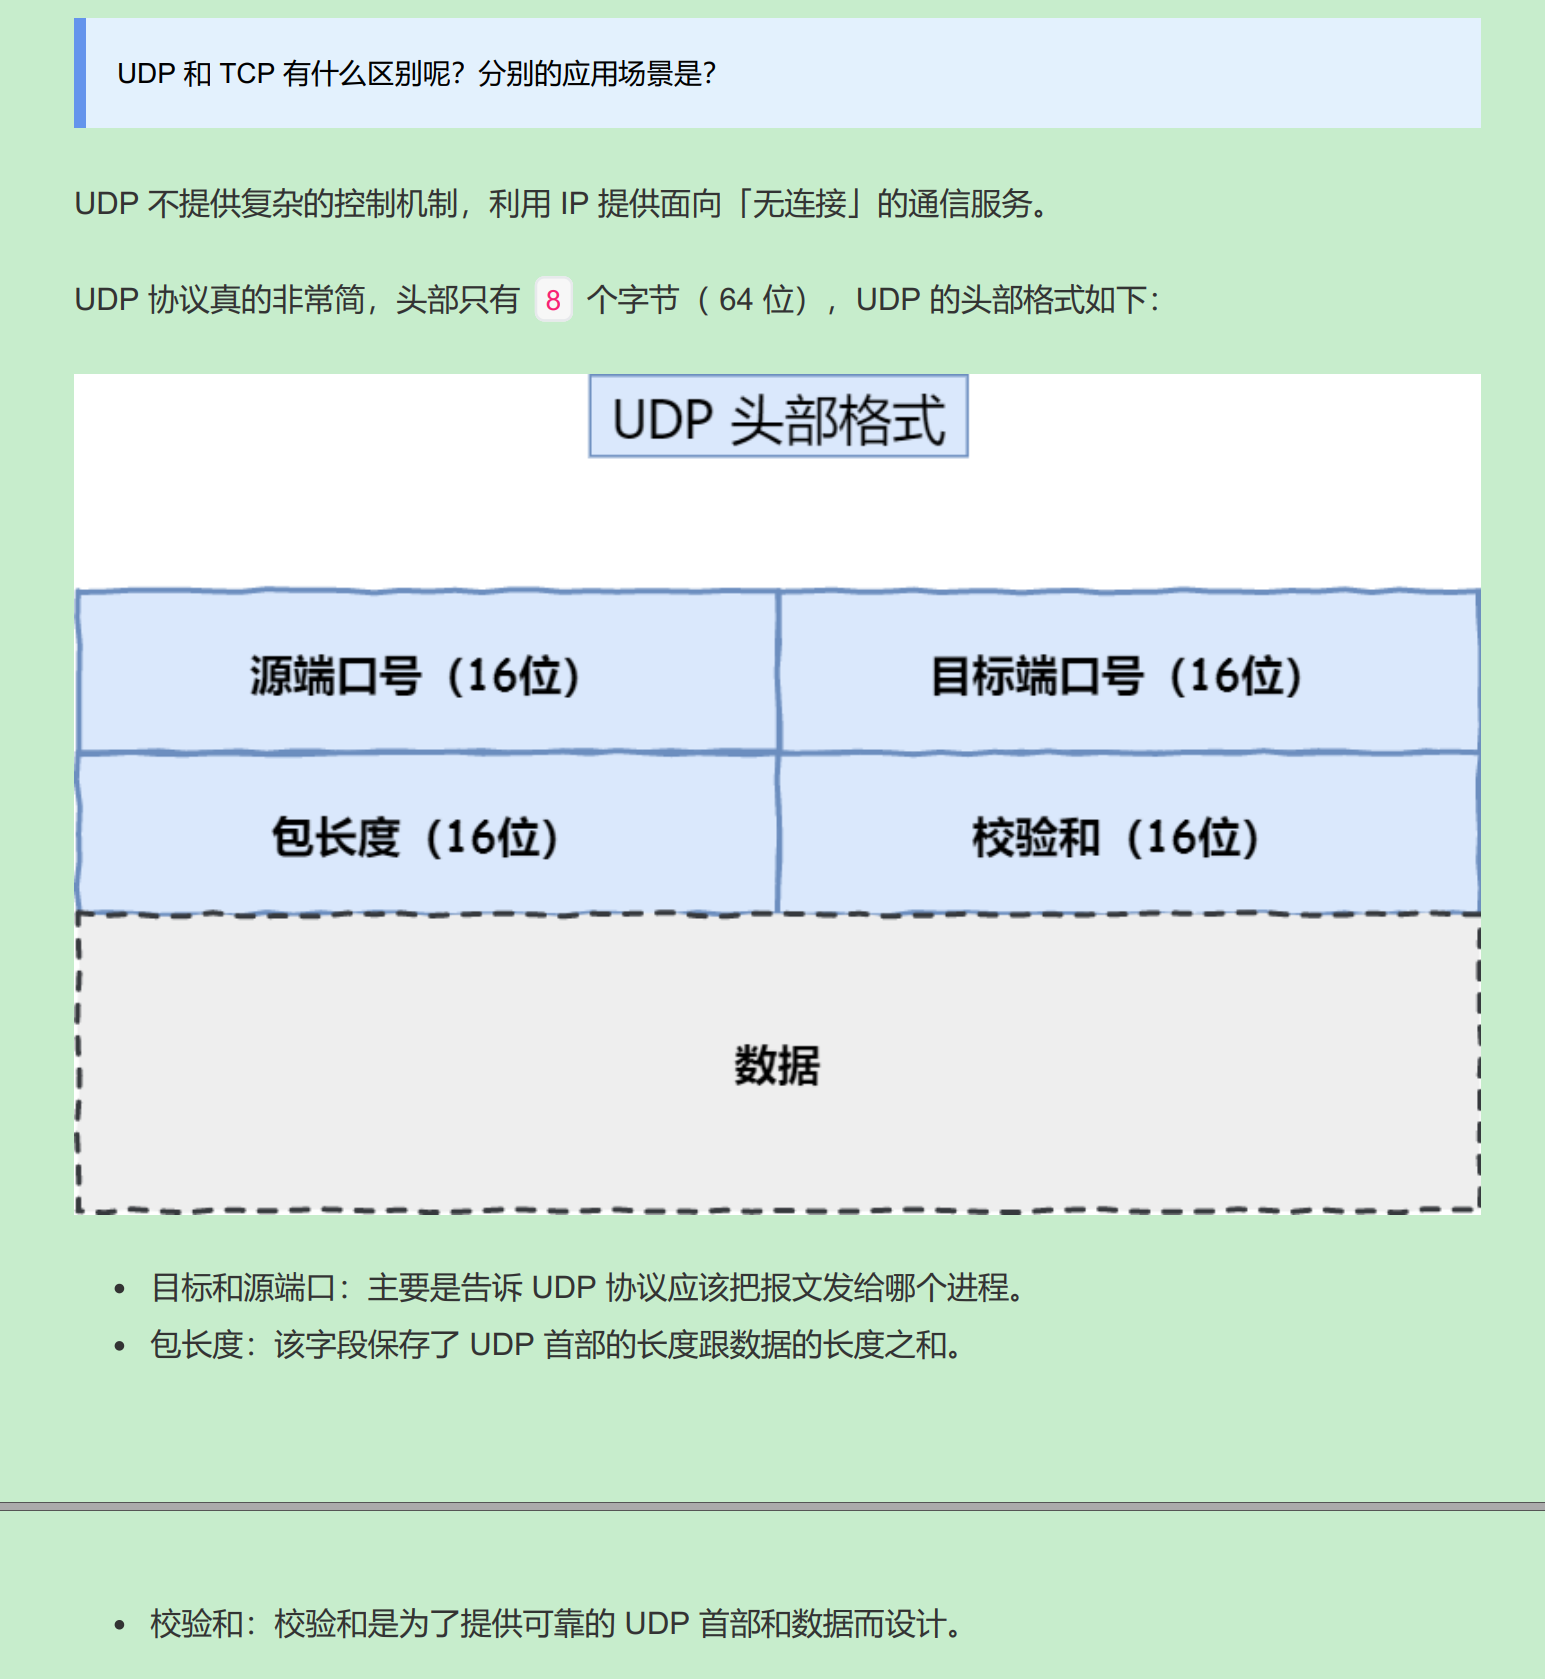 UDP 和 TCP 有什么区别呢？分别的应用场景是？
UDP 不提供复杂的控制机制，利用 IP 提供面向「无连接」的通信服务。
UDP 协议真的非常简，头部只有 8 个字节（ 64 位），UDP 的头部格式如下：
UDP 头部格式
源端口号（16位）
目标端口号（16位）
包长度（16位）
校验和（16位）
数据
• 目标和源端口：主要是告诉 UDP 协议应该把报文发给哪个进程。
• 包长度：该字段保存了 UDP 首部的长度跟数据的长度之和。
• 校验和：校验和是为了提供可靠的 UDP 首部和数据而设计。